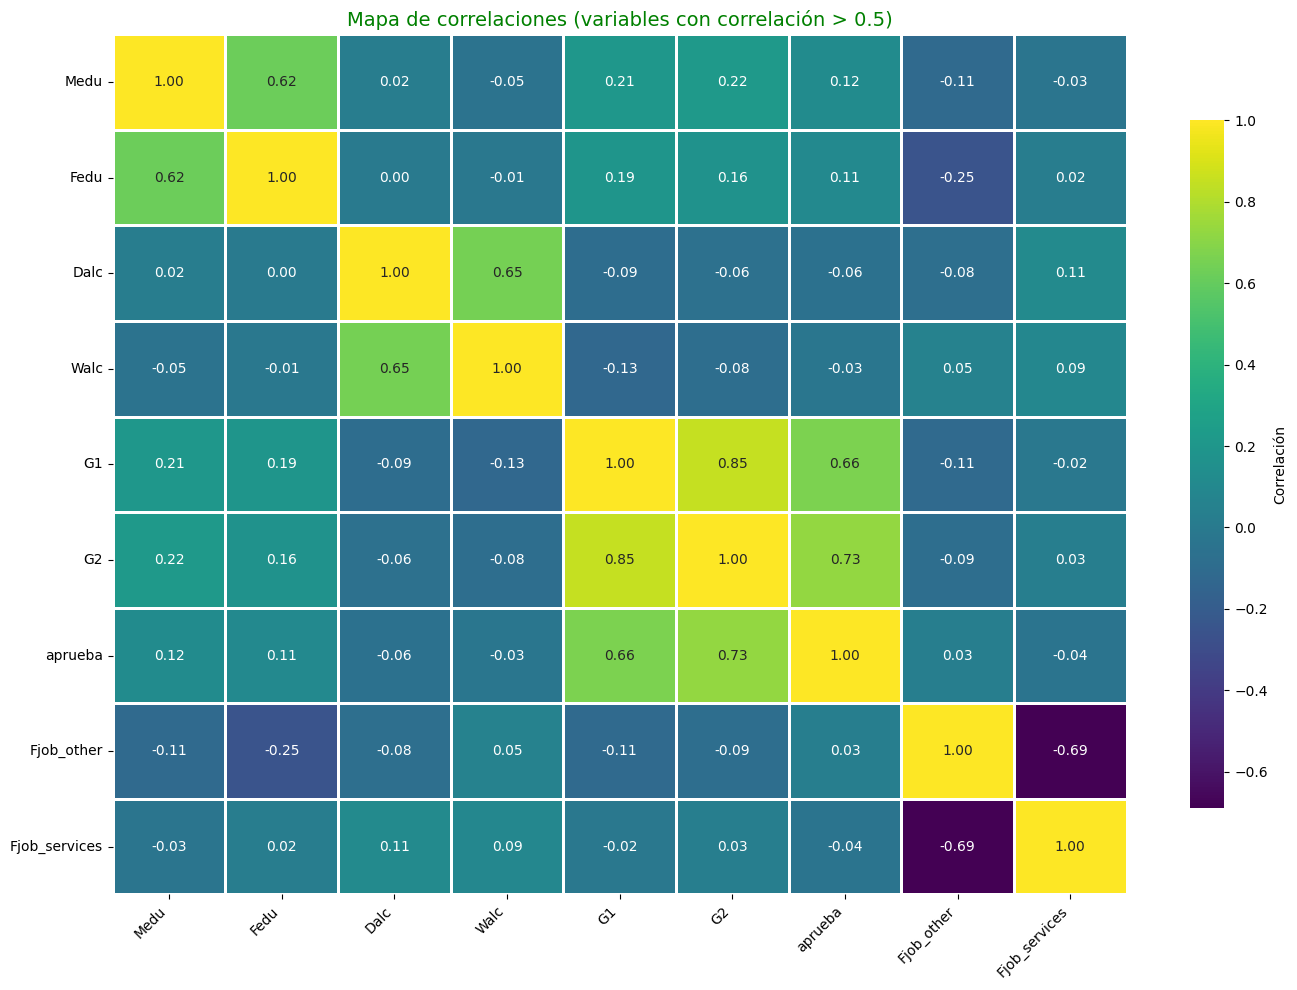 Mapa de correlaciones (variables con correlación > 0.5)
Medu 1.00 0.62 0.02 -0.05 0.21 0.22 0.12 -0.11 -0.03
Fedu 0.62 1.00 0.00 -0.01 0.19 0.16 0.11 -0.25 0.02
Dalc 0.02 0.00 1.00 0.65 -0.09 -0.06 -0.06 -0.08 0.11
Walc -0.05 -0.01 0.65 1.00 -0.13 -0.08 -0.03 0.05 0.09
G1 0.21 0.19 -0.09 -0.13 1.00 0.85 0.66 -0.11 -0.02
G2 0.22 0.16 -0.06 -0.08 0.85 1.00 0.73 -0.09 0.03
aprueba 0.12 0.11 -0.06 -0.03 0.66 0.73 1.00 0.03 -0.04
Fjob_other -0.11 -0.25 -0.08 0.05 -0.11 -0.09 0.03 1.00 -0.69
Fjob_services -0.03 0.02 0.11 0.09 -0.02 0.03 -0.04 -0.69 1.00
Medu Fedu Dalc Walc G1 G2 aprueba Fjob_other Fjob_services
1.0
0.8
0.6
0.4
0.2
0.0
−0.2
−0.4
−0.6
Correlación